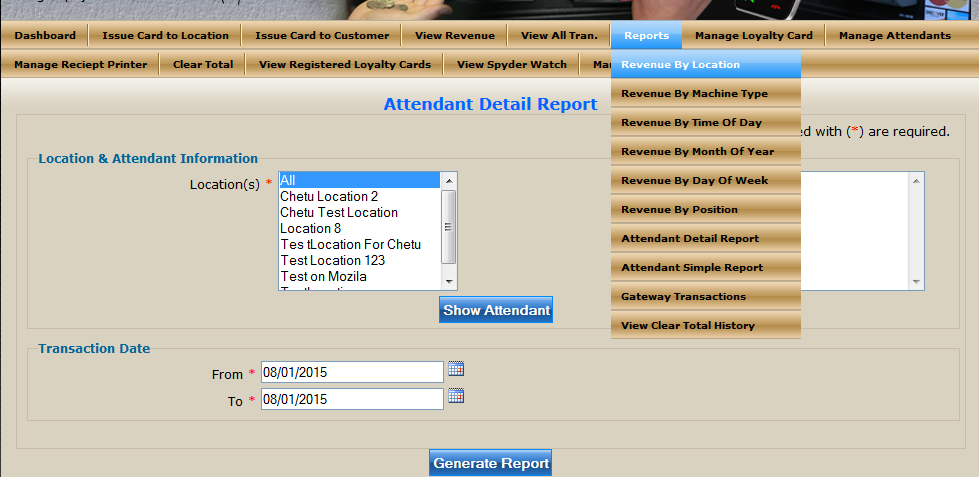 Dashboard Issue Card to Location Issue Card to Customer View Revenue View All Tran. Reports Manage Loyalty Card Manage Attendants
Manage Reciept Printer Clear Total View Registered Loyalty Cards View Spyder Watch
Revenue By Location
Revenue By Machine Type
Revenue By Time Of Day
Revenue By Month Of Year
Revenue By Day Of Week
Revenue By Position
Attendant Detail Report
Attendant Simple Report
Gateway Transactions
View Clear Total History
Attendant Detail Report
with (*) are required.
Location & Attendant Information
Location(s) *
All
Chetu Location 2
Chetu Test Location
Location 8
Tes tLocation For Chetu
Test Location 123
Test on Mozila
Show Attendant
Transaction Date
From * 08/01/2015
To * 08/01/2015
Generate Report